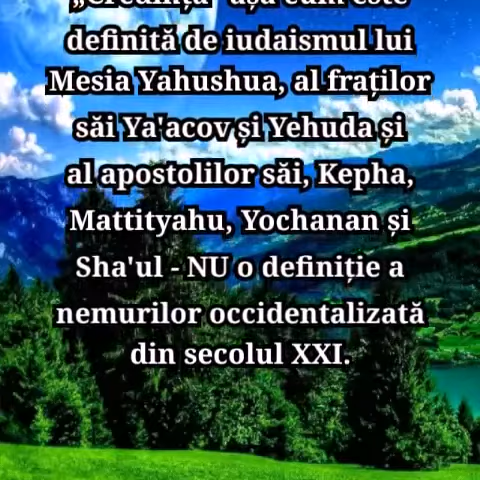 „Credința" așa cum este
definită de iudaismul lui
Mesia Yahushua, al fraților
săi Ya'acov și Yehuda și
al apostolilor săi, Kepha,
Mattityahu, Yochanan și
Sha'ul - NU o definiție a
nemurilor occidentalizată
din secolul XXI.